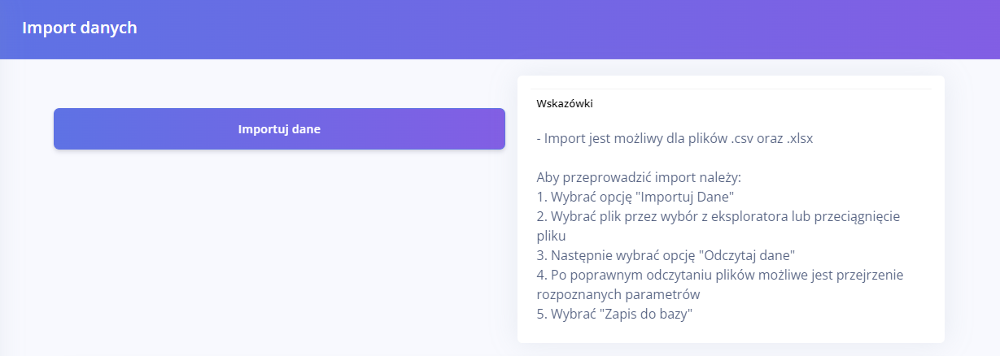 Import danych
Importuj dane
Wskazówki
- Import jest możliwy dla plików .csv oraz .xlsx
Aby przeprowadzić import należy:
1. Wybrać opcję "Importuj Dane"
2. Wybrać plik przez wybór z eksploratora lub przeciągnięcie
pliku
3. Następnie wybrać opcję "Odczytaj dane"
4. Po poprawnym odczytaniu plików możliwe jest przejrzenie
rozpoznanych parametrów
5. Wybrać "Zapis do bazy"